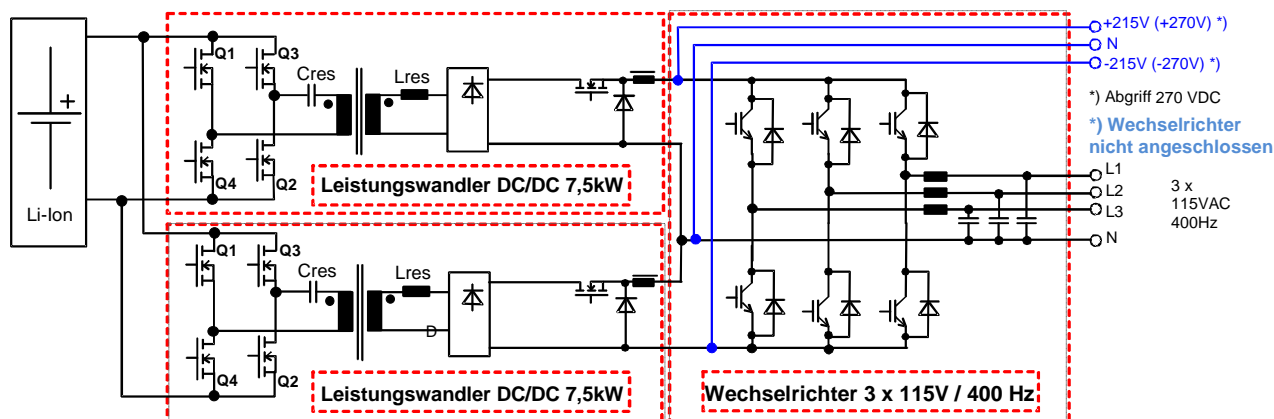 Li-Ion
+
Q1
Q3
Cres
Lres
Q4
Q2
Leistungswandler DC/DC 7,5kW
Q1
Q3
Cres
Lres
D
Q4
Q2
Leistungswandler DC/DC 7,5kW
Wechselrichter 3 x 115V / 400 Hz
+215V (+270V) *)
N
-215V (-270V) *)
*) Abgriff 270 VDC
*) Wechselrichter
nicht angeschlossen
L1
L2
L3
N
3 x
115VAC
400Hz